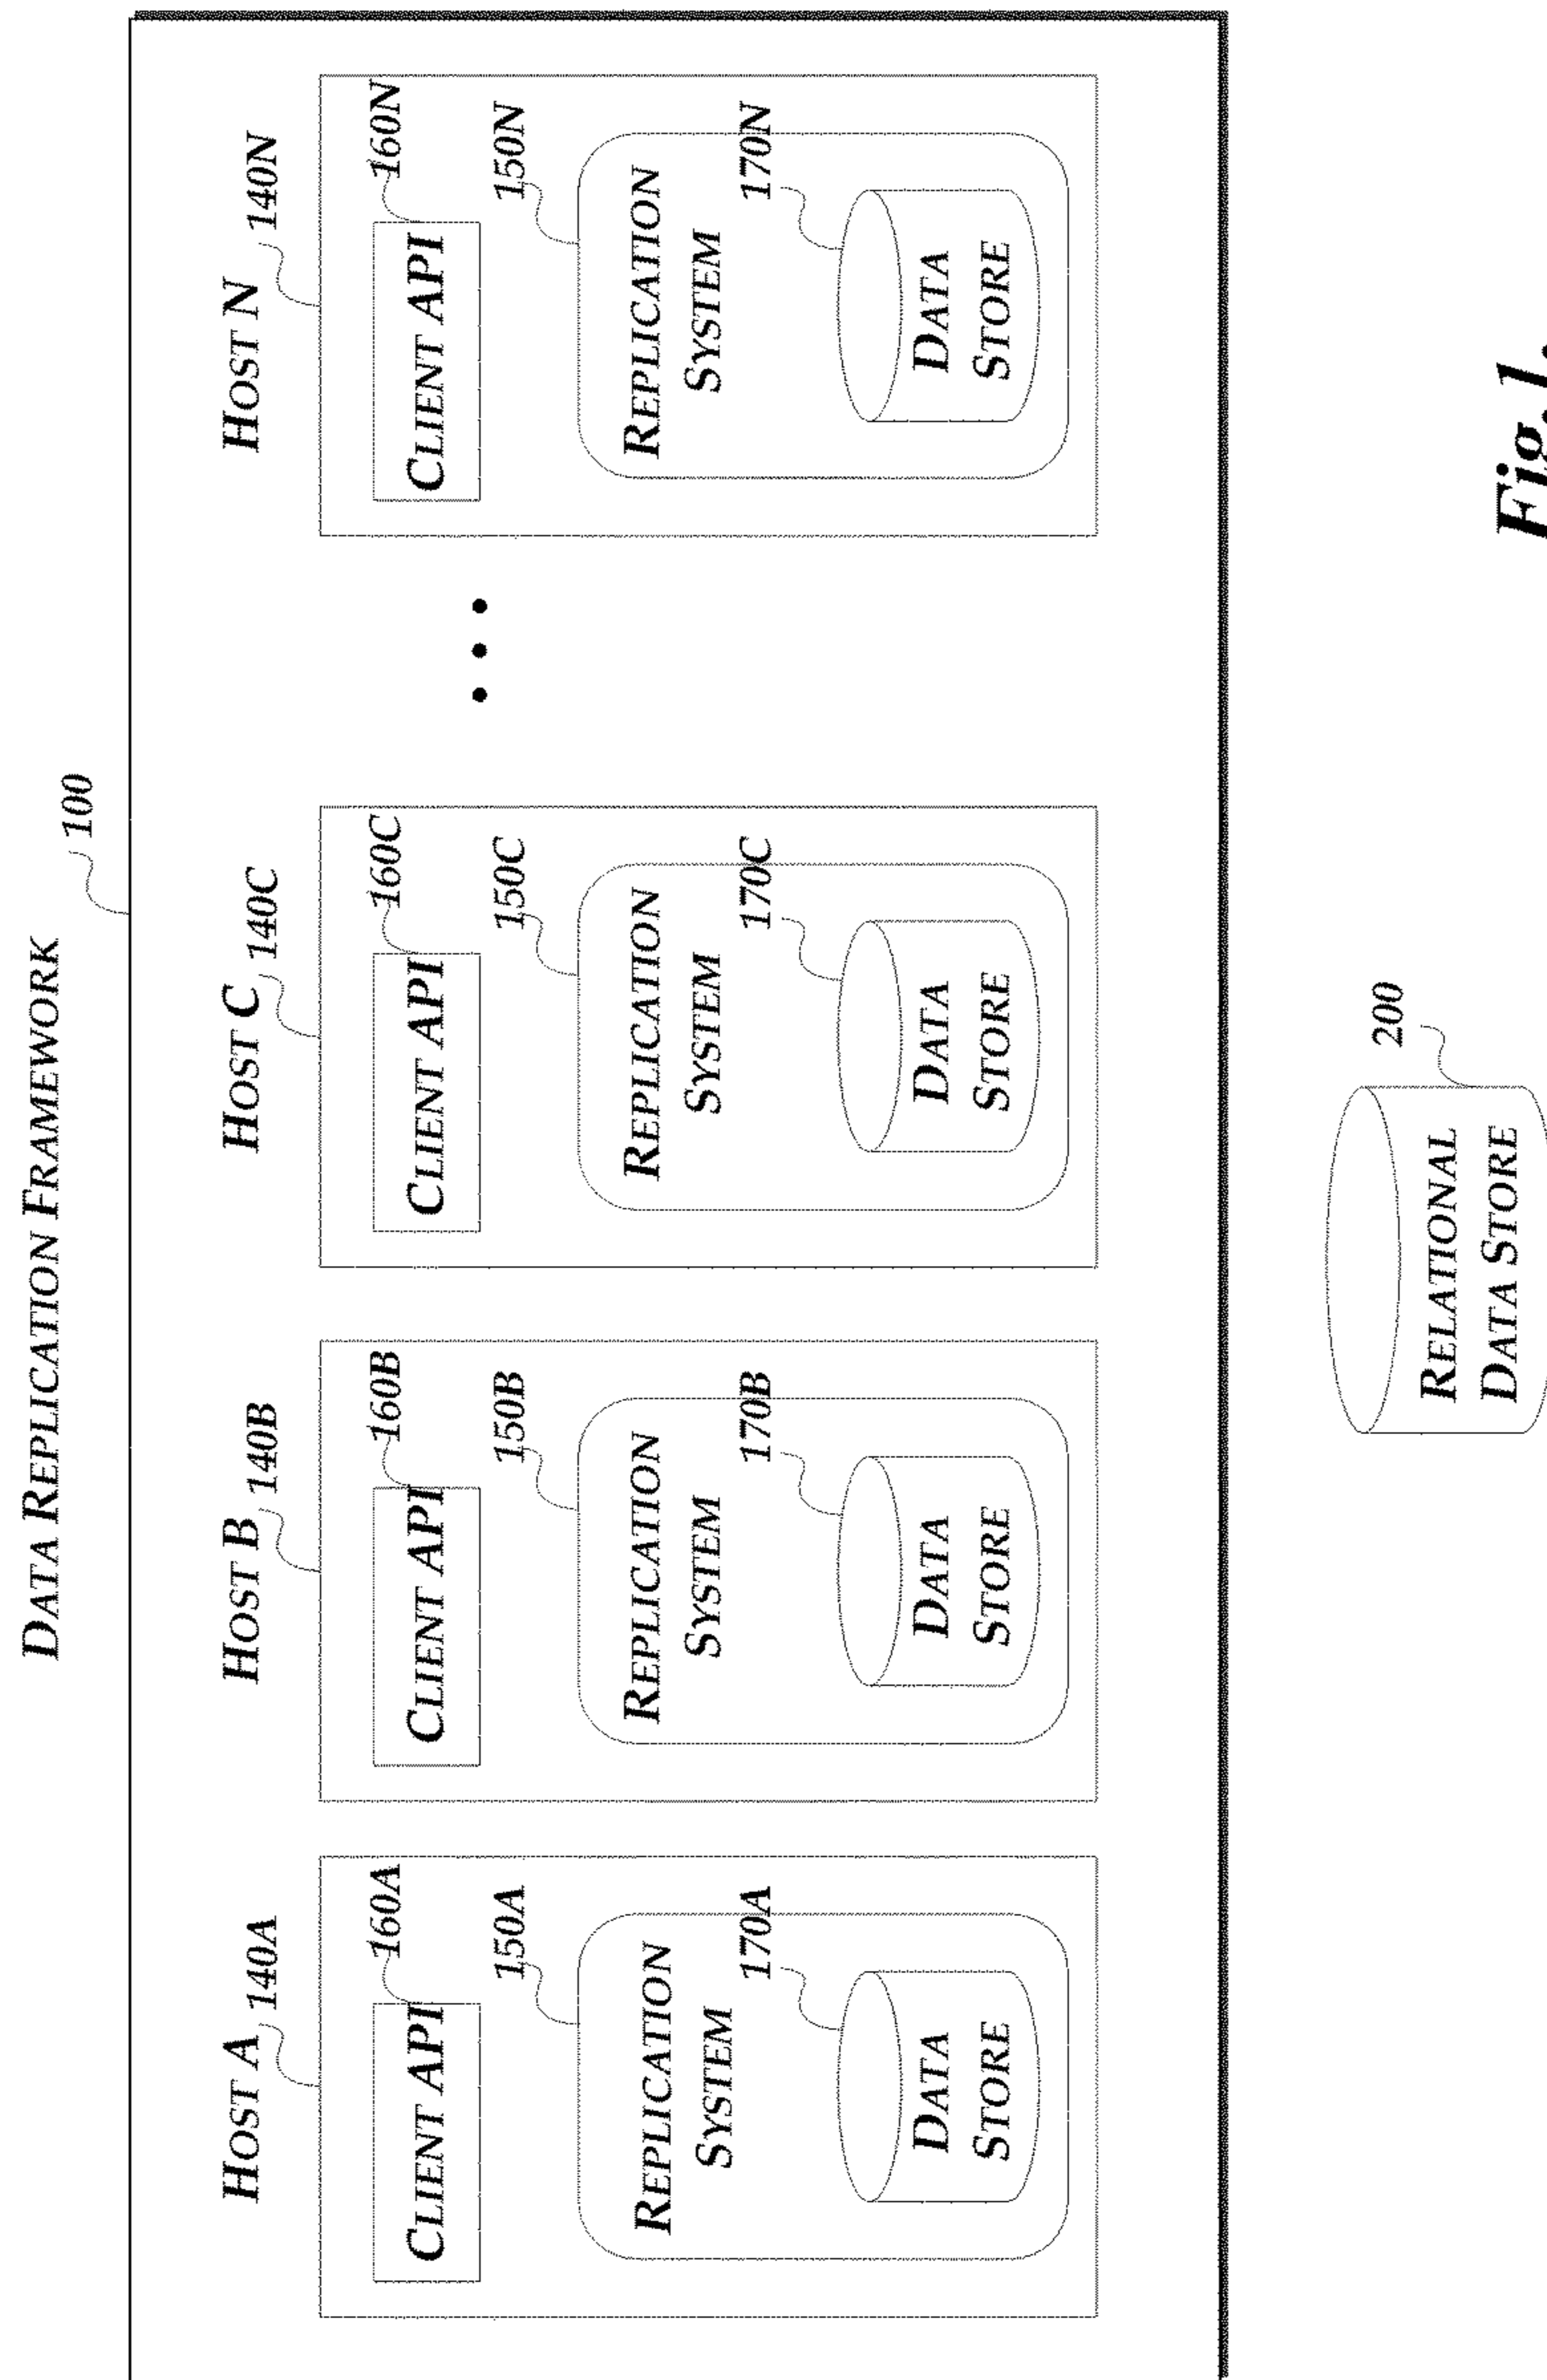 DATA REPLICATION FRAMEWORK
100
HOST A
140A
HOST B
140B
HOST C
140C
HOST N
140N
160A
CLIENT API
160B
CLIENT API
160C
CLIENT API
160N
CLIENT API
• • •
150A
REPLICATION
SYSTEM
150B
REPLICATION
SYSTEM
150C
REPLICATION
SYSTEM
150N
REPLICATION
SYSTEM
170A
DATA
STORE
170B
DATA
STORE
170C
DATA
STORE
170N
DATA
STORE
200
RELATIONAL
DATA STORE
Fig.1.